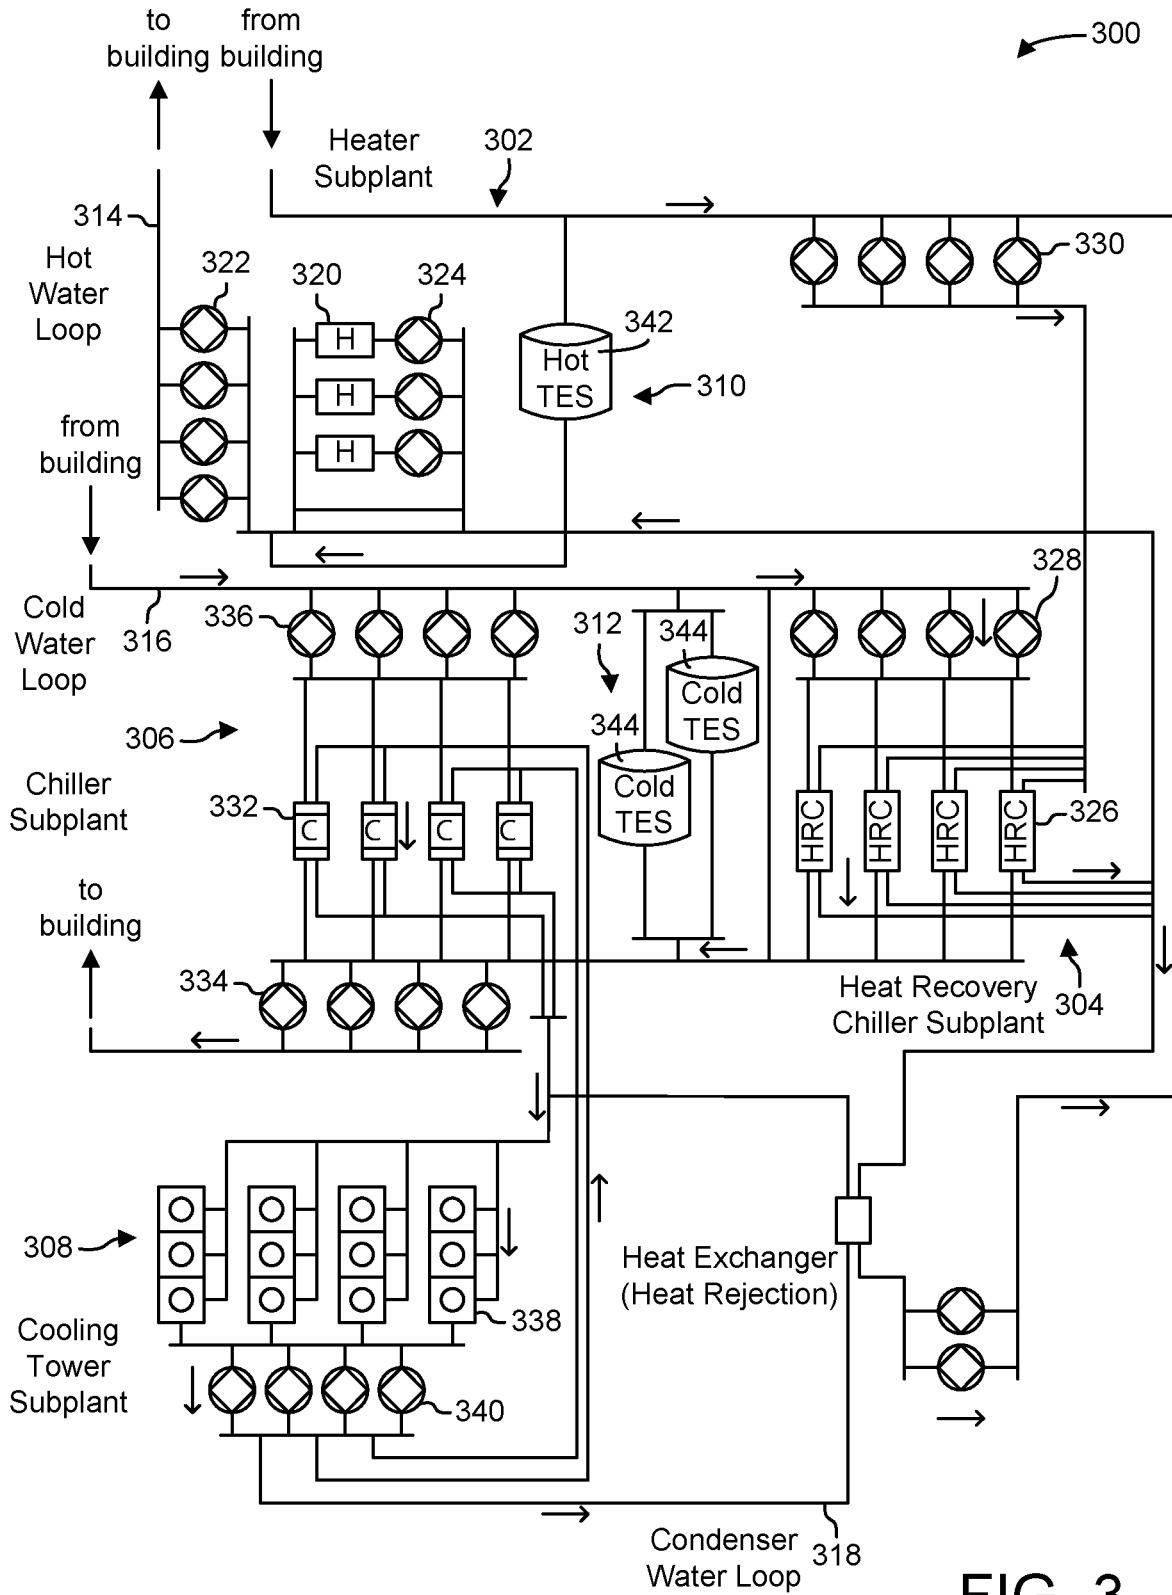 to
building
from
building
300
Heater
Subplant
302
314
Hot
Water
Loop
322
320
324
330
H
H
H
342
Hot
TES
310
from
building
328
Cold
Water
Loop
316
336
312
344
Cold
TES
344
Cold
TES
306
Chiller
Subplant
332
C
C
C
C
HRC
HRC
HRC
HRC
326
to
building
334
Heat Recovery
Chiller Subplant
304
308
Heat Exchanger
(Heat Rejection)
338
Cooling
Tower
Subplant
340
Condenser
Water Loop
318
FIG. 3